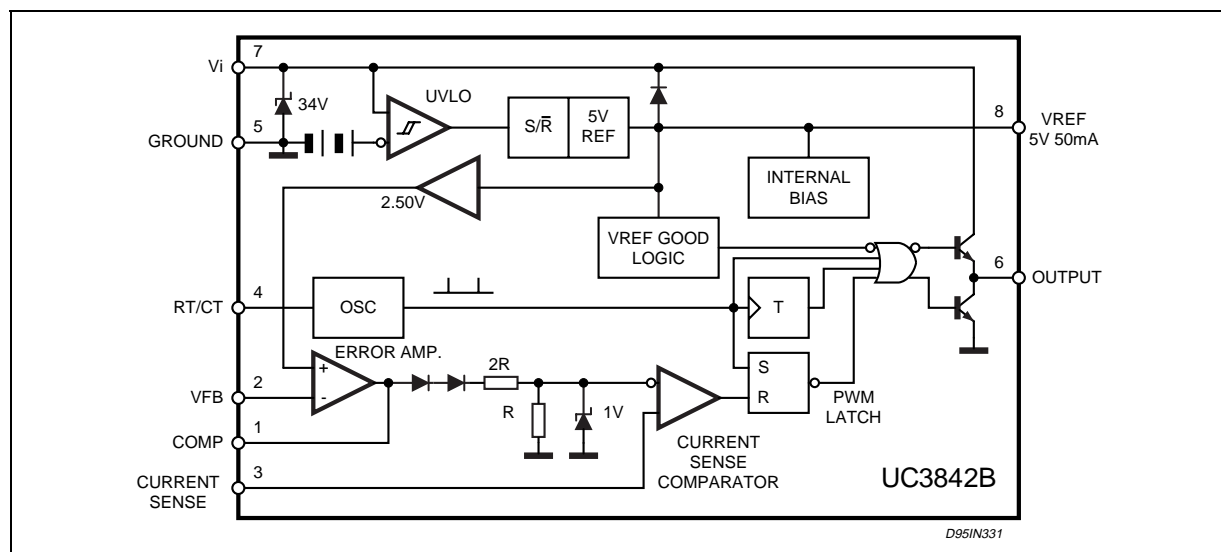 7
Vi
34V
UVLO
5
GROUND
S/R̅
5V
REF
8
VREF
5V 50mA
INTERNAL
BIAS
2.50V
VREF GOOD
LOGIC
6
OUTPUT
4
RT/CT
OSC
T
ERROR AMP.
+
-
2
VFB
2R
R
1V
S
R
PWM
LATCH
1
COMP
CURRENT
SENSE
COMPARATOR
3
CURRENT
SENSE
UC3842B
D95IN331